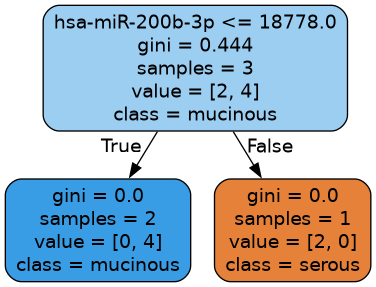 hsa-miR-200b-3p <= 18778.0
gini = 0.444
samples = 3
value = [2, 4]
class = mucinous
True
False
gini = 0.0
samples = 2
value = [0, 4]
class = mucinous
gini = 0.0
samples = 1
value = [2, 0]
class = serous